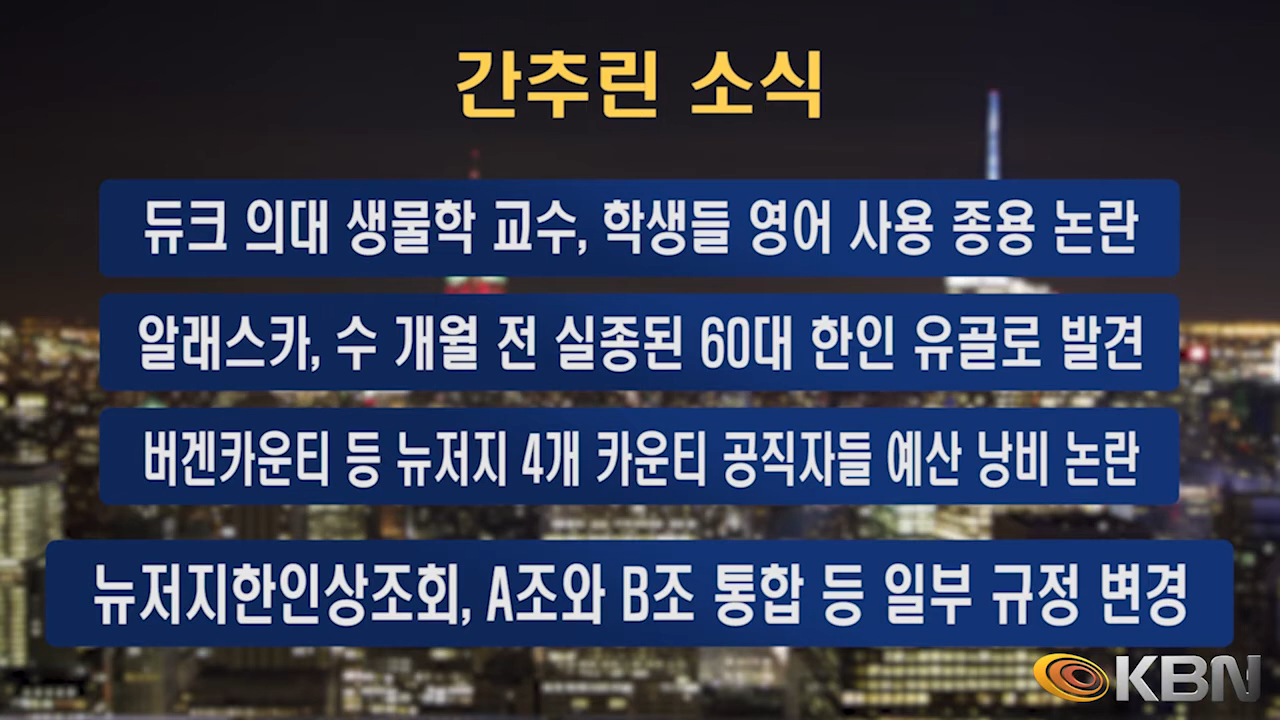 간추린 소식
듀크 의대 생물학 교수, 학생들 영어 사용 종용 논란
알래스카, 수 개월 전 실종된 60대 한인 유골로 발견
버겐카운티 등 뉴저지 4개 카운티 공직자들 예산 낭비 논란
뉴저지한인상조회, A조와 B조 통합 등 일부 규정 변경
KBN